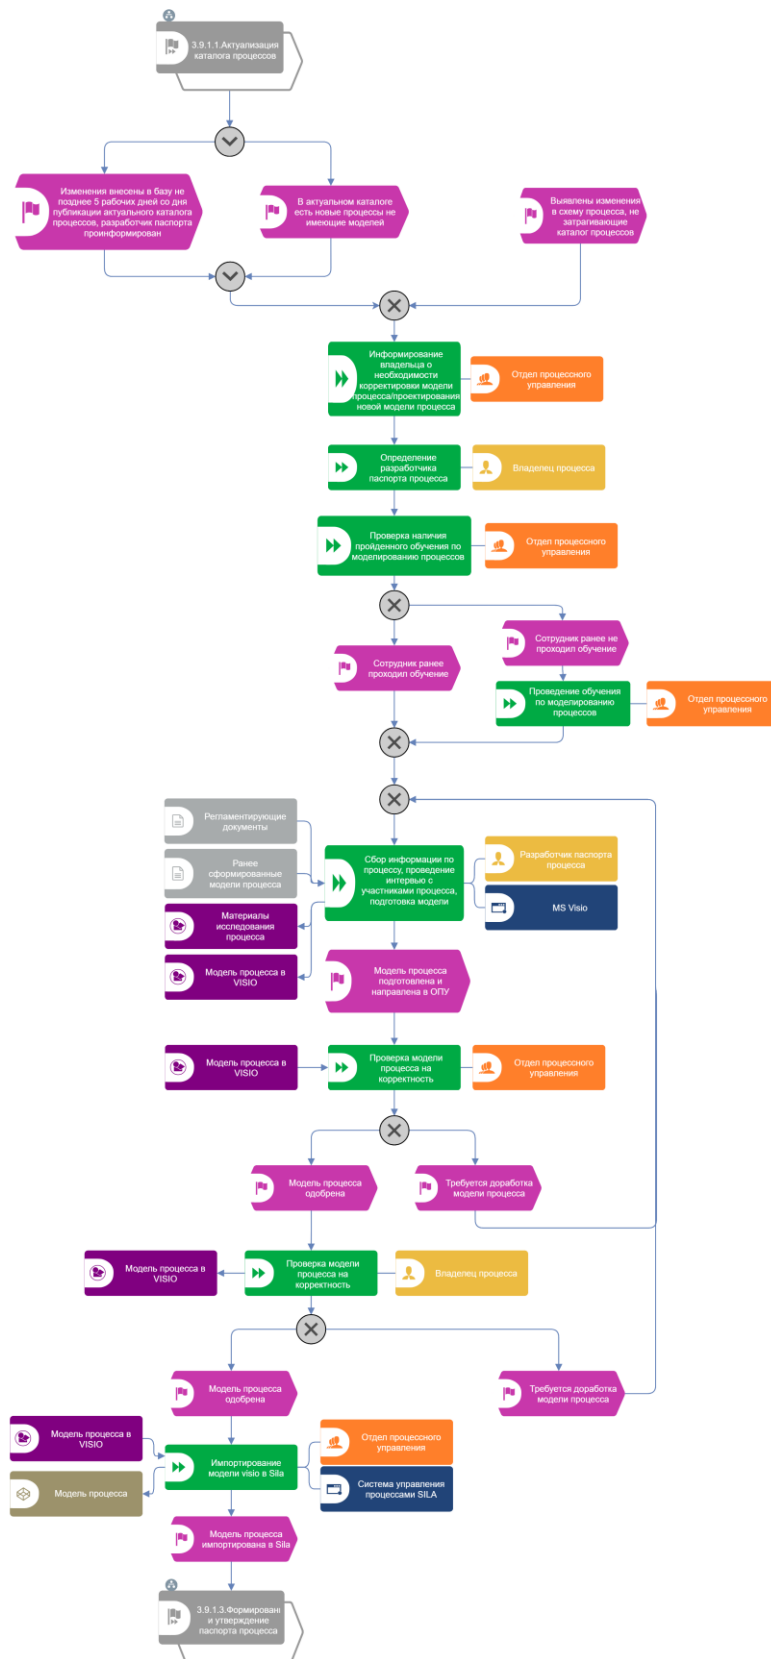 3.9.1.1.Актуализация
каталога процессов
Изменения внесены в базу не
позднее 5 рабочих дней со дня
публикации актуального каталога
процессов, разработчик паспорта
проинформирован
В актуальном каталоге
есть новые процессы не
имеющие моделей
Выявлены изменения
в схему процесса, не
затрагивающие
каталог процессов
Информирование
владельца о
необходимости
корректировки модели
процесса/проектирования
новой модели процесса
Отдел процессного
управления
Определение
разработчика
паспорта процесса
Владелец процесса
Проверка наличия
пройденного обучения по
моделированию процессов
Отдел процессного
управления
Сотрудник ранее
проходил обучение
Сотрудник ранее не
проходил обучение
Проведение обучения
по моделированию
процессов
Отдел процессного
управления
Регламентирующие
документы
Ранее
сформированные
модели процесса
Материалы
исследования
процесса
Модель процесса в
VISIO
Сбор информации по
процессу, проведение
интервью с
участниками процесса,
подготовка модели
Разработчик паспорта
процесса
MS Visio
Модель процесса
подготовлена и
направлена в ОПУ
Модель процесса в
VISIO
Проверка модели
процесса на
корректность
Отдел процессного
управления
Модель процесса
одобрена
Требуется доработка
модели процесса
Модель процесса в
VISIO
Проверка модели
процесса на
корректность
Владелец процесса
Модель процесса
одобрена
Требуется доработка
модели процесса
Модель процесса в
VISIO
Модель процесса
Импортирование
модели visio в Sila
Отдел процессного
управления
Система управления
процессами SILA
Модель процесса
импортирована в Sila
3.9.1.3.Формировани
и утверждение
паспорта процесса